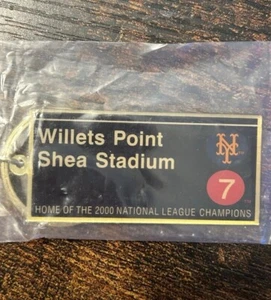 Willets Point
Shea Stadium
NY
7
HOME OF THE 2000 NATIONAL LEAGUE CHAMPIONS